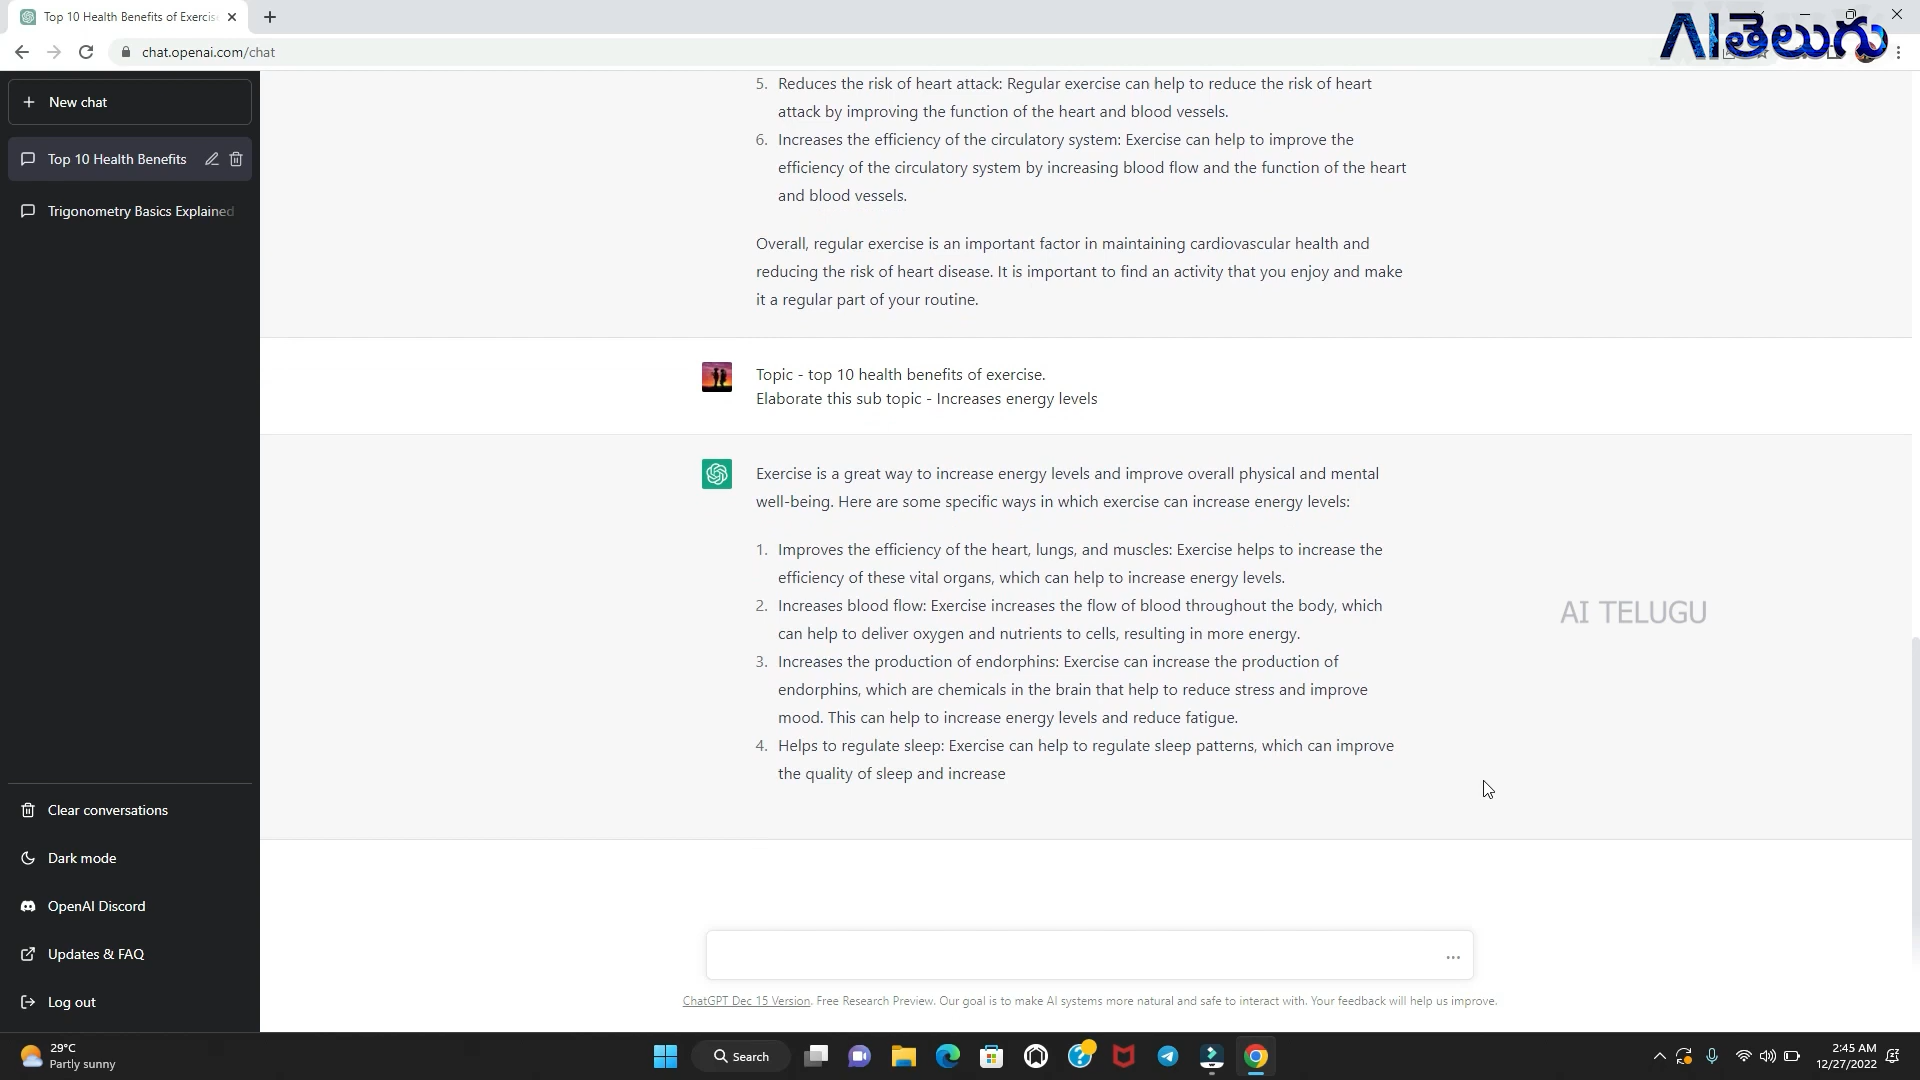 Top 10 Health Benefits of Exercis
AIతెలుగు
chat.openai.com/chat
New chat
Top 10 Health Benefits
Trigonometry Basics Explained
5. Reduces the risk of heart attack: Regular exercise can help to reduce the risk of heart
attack by improving the function of the heart and blood vessels.
6. Increases the efficiency of the circulatory system: Exercise can help to improve the
efficiency of the circulatory system by increasing blood flow and the function of the heart
and blood vessels.
Overall, regular exercise is an important factor in maintaining cardiovascular health and
reducing the risk of heart disease. It is important to find an activity that you enjoy and make
it a regular part of your routine.
Topic - top 10 health benefits of exercise.
Elaborate this sub topic - Increases energy levels
Exercise is a great way to increase energy levels and improve overall physical and mental
well-being. Here are some specific ways in which exercise can increase energy levels:
1. Improves the efficiency of the heart, lungs, and muscles: Exercise helps to increase the
efficiency of these vital organs, which can help to increase energy levels.
2. Increases blood flow: Exercise increases the flow of blood throughout the body, which
can help to deliver oxygen and nutrients to cells, resulting in more energy.
3. Increases the production of endorphins: Exercise can increase the production of
endorphins, which are chemicals in the brain that help to reduce stress and improve
mood. This can help to increase energy levels and reduce fatigue.
4. Helps to regulate sleep: Exercise can help to regulate sleep patterns, which can improve
the quality of sleep and increase
AI TELUGU
Clear conversations
Dark mode
OpenAI Discord
Updates & FAQ
Log out
ChatGPT Dec 15 Version. Free Research Preview. Our goal is to make AI systems more natural and safe to interact with. Your feedback will help us improve.
29°C
Partly sunny
Search
2:45 AM
12/27/2022